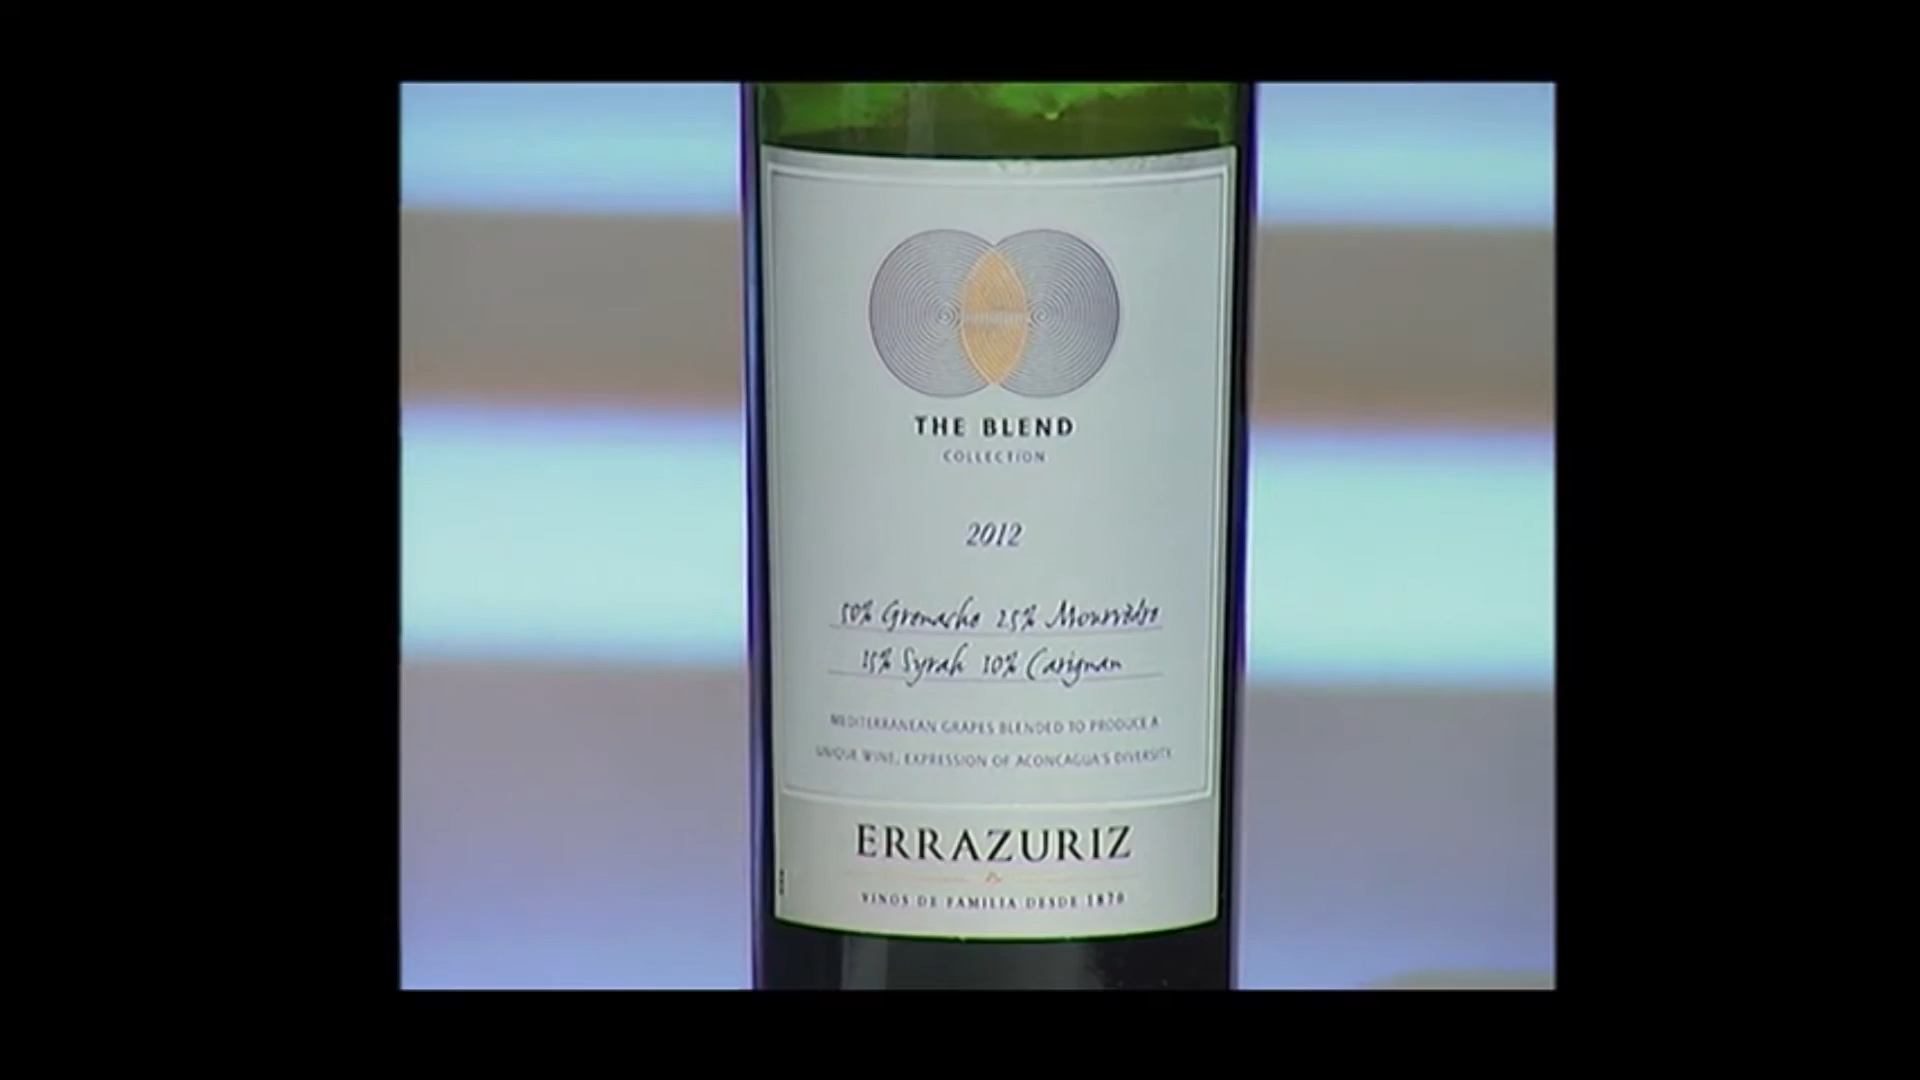 THE BLEND
COLLECTION
2012
50% Grenache 25% Mourvèdre
15% Syrah 10% Carignan
MEDITERRANEAN GRAPES BLENDED TO PRODUCE A
UNIQUE WINE, EXPRESSION OF ACONCAGUA'S DIVERSITY
ERRAZURIZ
VINOS DE FAMILIA DESDE 1870